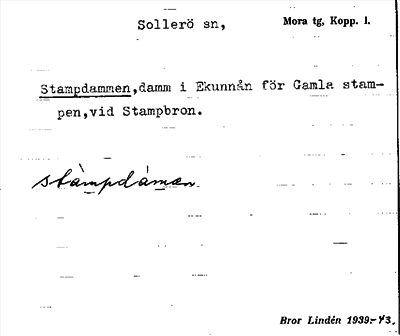 Sollerö sn,
Mora tg, Kopp. l.
Stampdammen,damm i Ekunnån för Gamla stam-
pen,vid Stampbron.
stàmpdàmen
Bror Lindén 1939-43.